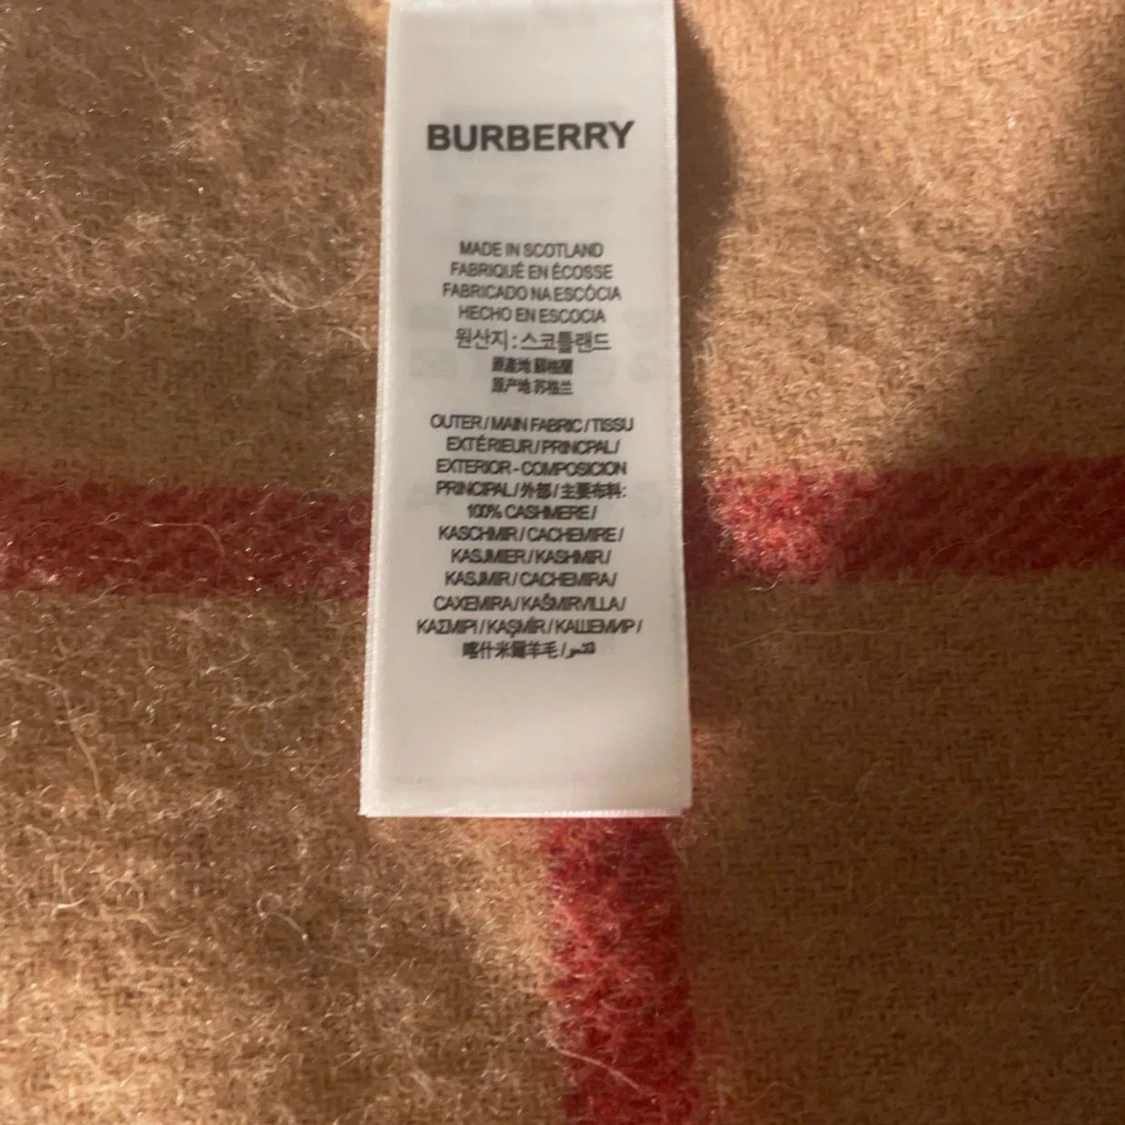 BURBERRY
MADE IN SCOTLAND
FABRIQUÉ EN ÉCOSSE
FABRICADO NA ESCÓCIA
HECHO EN ESCOCIA
원산지 : 스코틀랜드
原產地 蘇格蘭
原产地 苏格兰
OUTER / MAIN FABRIC / TISSU
EXTÉRIEUR / PRINCPAL /
EXTERIOR - COMPOSICION
PRINCIPAL / 外部 / 主要布料:
100% CASHMERE /
KASCHMIR / CACHEMIRE /
KASJMIER / KASHMIR /
KASJMIR / CACHEMIRA /
CAXEMIRA / KAŠMIRVILLA /
ΚΑΣΜΙΡΙ / KAŞMİR / КАШЕМИР /
喀什米爾羊毛 /